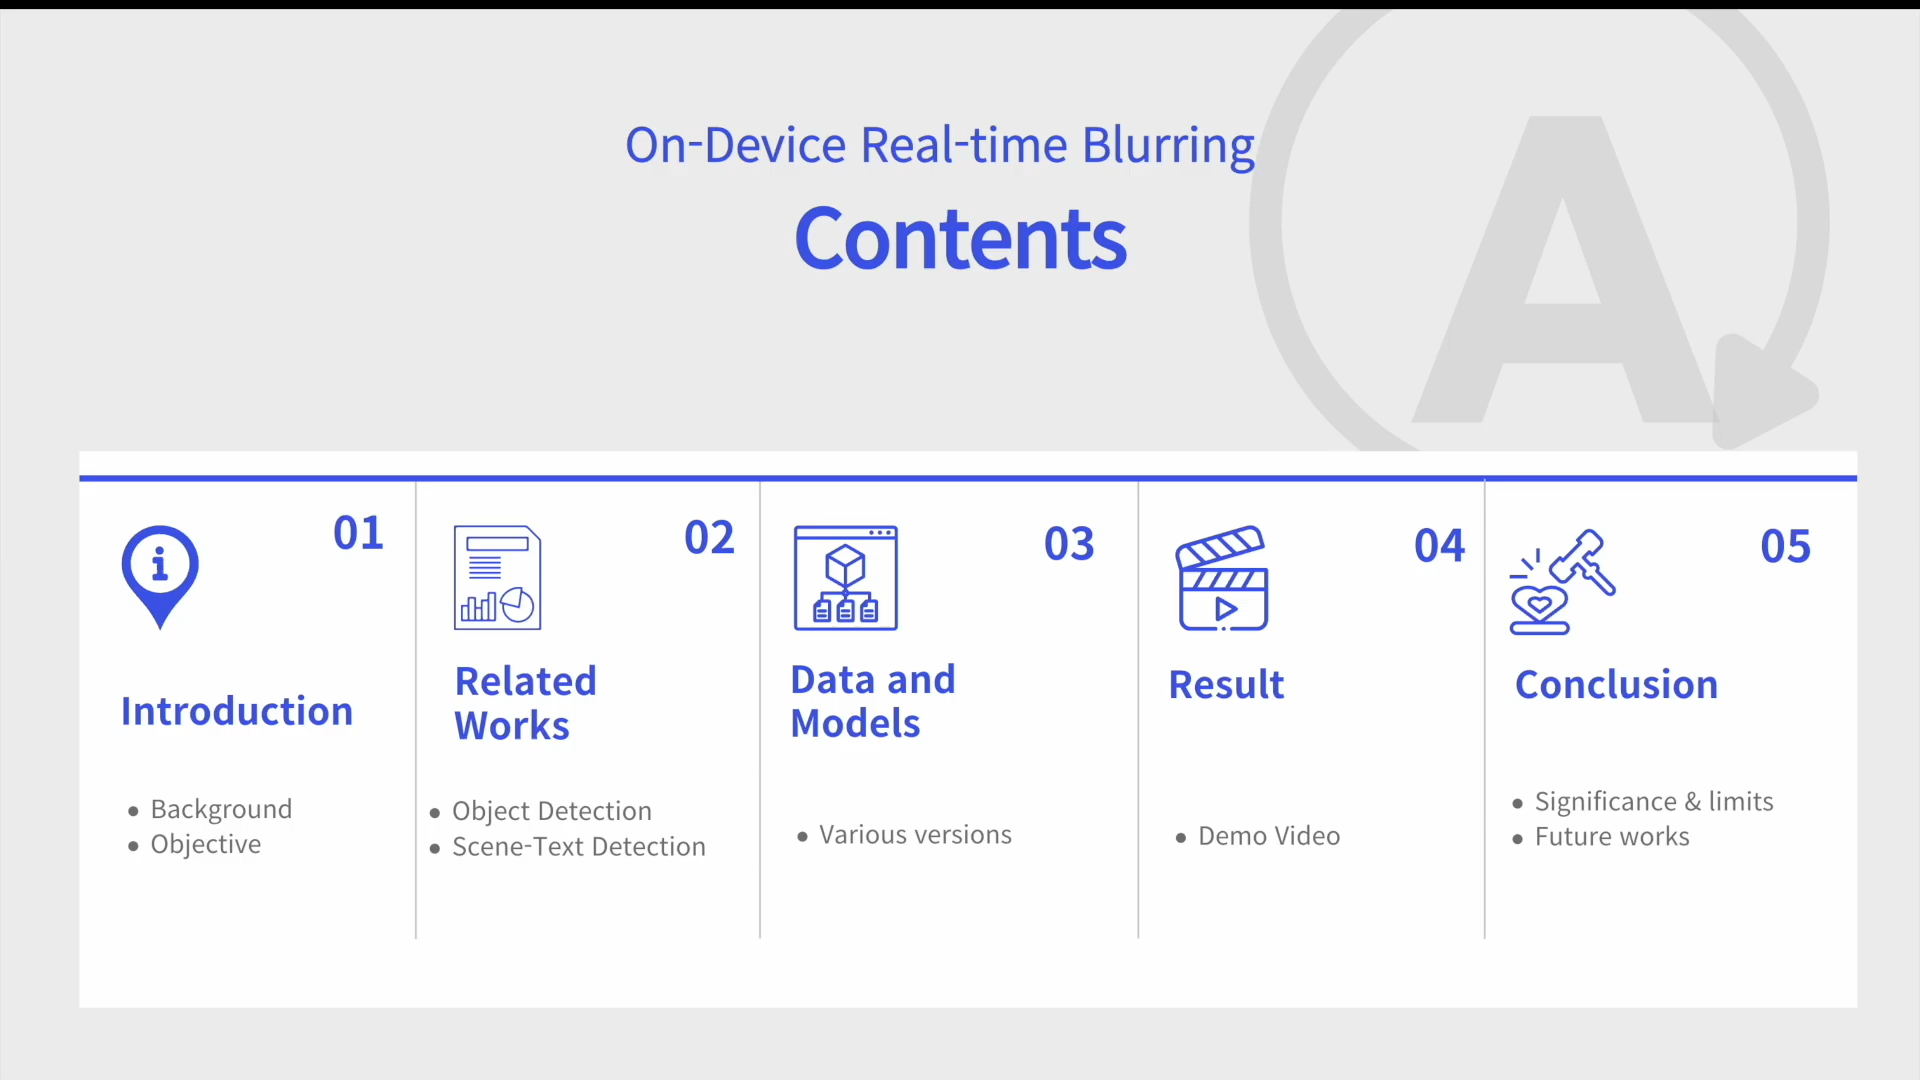 On-Device Real-time Blurring
Contents
A
01
Introduction
• Background
• Objective
02
Related
Works
• Object Detection
• Scene-Text Detection
03
Data and
Models
• Various versions
04
Result
• Demo Video
05
Conclusion
• Significance & limits
• Future works